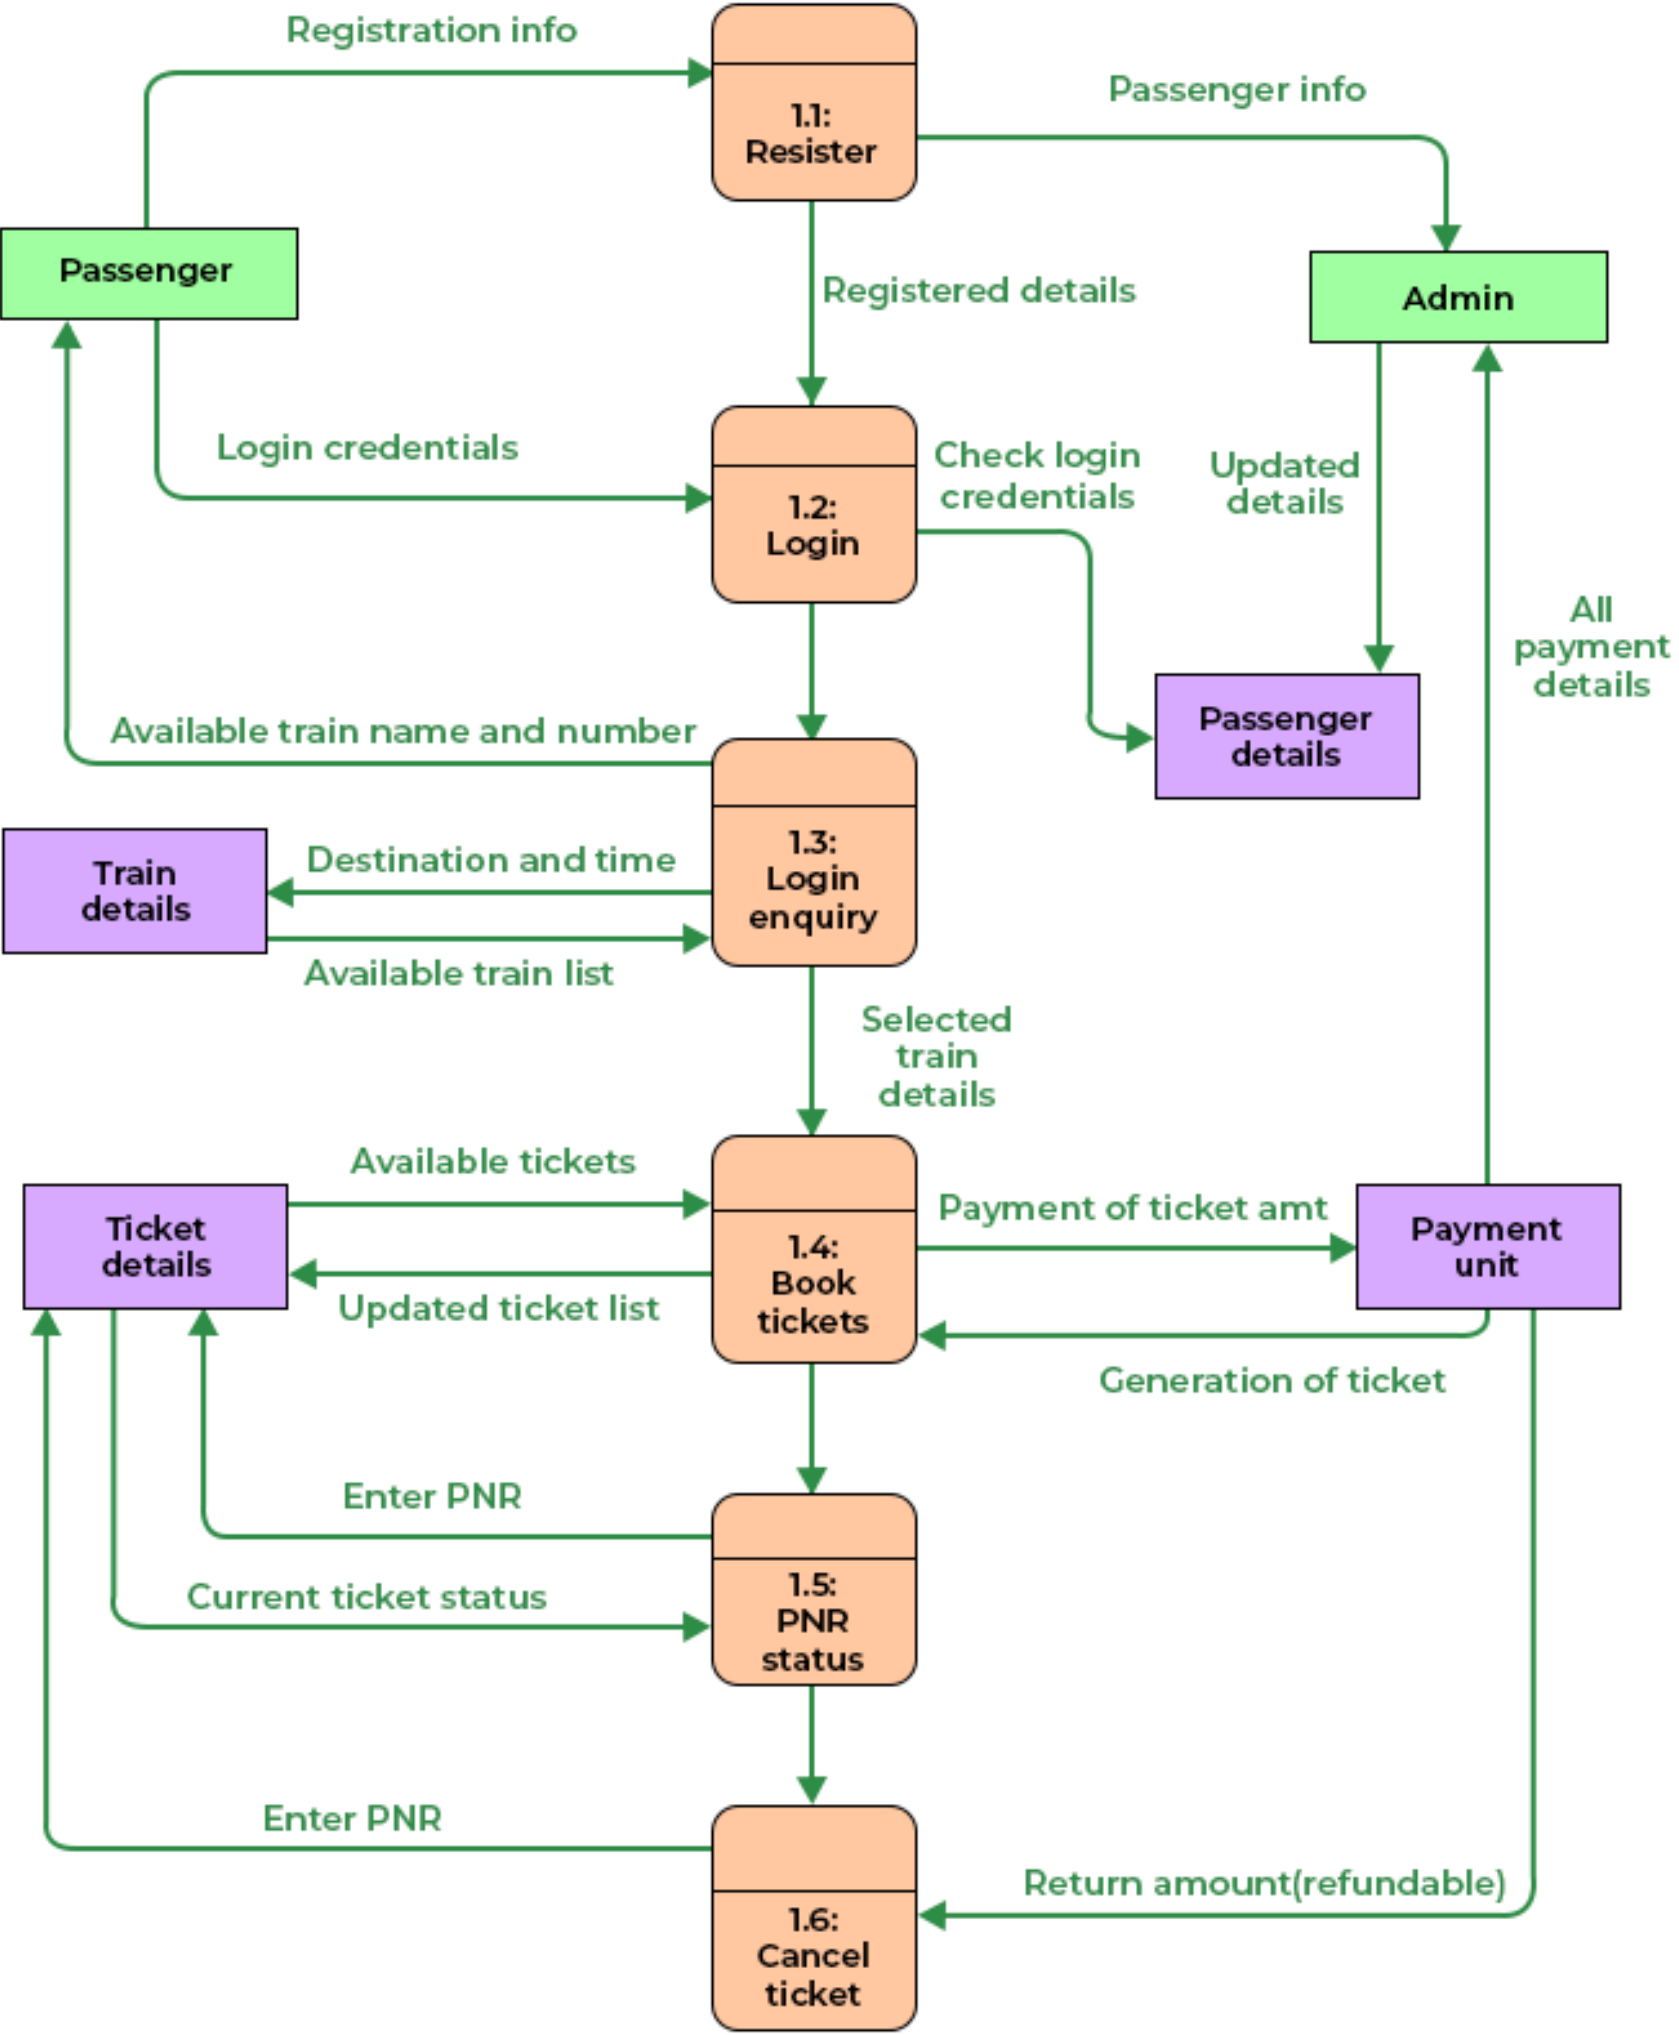 Registration info
Passenger info
1.1:
Resister
Passenger
Registered details
Admin
Login credentials
Check login
credentials
Updated
details
1.2:
Login
All
payment
details
Available train name and number
Passenger
details
Train
details
Destination and time
1.3:
Login
enquiry
Available train list
Selected
train
details
Available tickets
Ticket
details
Payment of ticket amt
Payment
unit
1.4:
Book
tickets
Updated ticket list
Generation of ticket
Enter PNR
Current ticket status
1.5:
PNR
status
Enter PNR
Return amount(refundable)
1.6:
Cancel
ticket